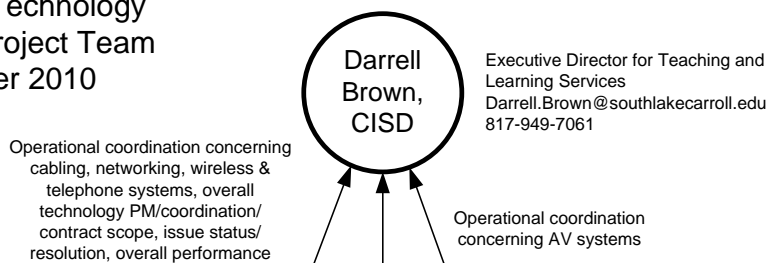 echnology
roject Team
er 2010
Darrell
Brown,
CISD
Executive Director for Teaching and
Learning Services
Darrell.Brown@southlakecarroll.edu
817-949-7061
Operational coordination concerning
cabling, networking, wireless &
telephone systems, overall
technology PM/coordination/
contract scope, issue status/
resolution, overall performance
Operational coordination
concerning AV systems